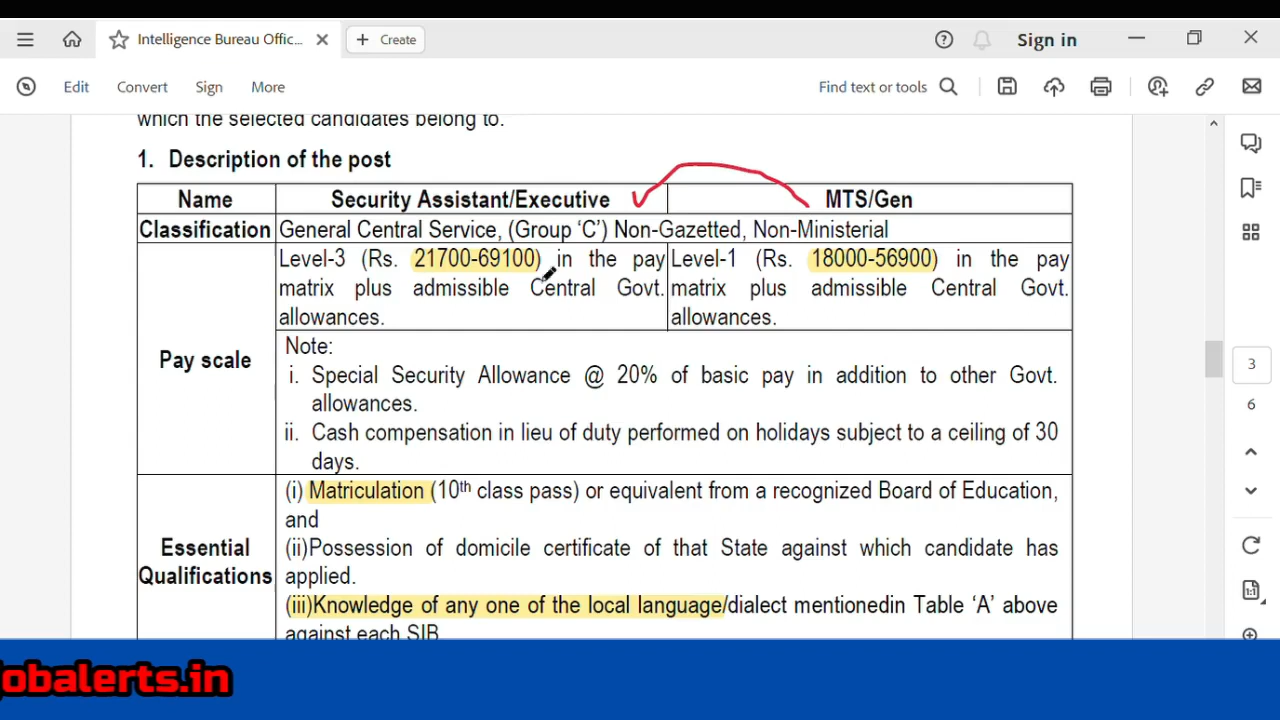 Intelligence Bureau Offic...
Create
Sign in
Edit
Convert
Sign
More
Find text or tools
which the selected candidates belong to.
1. Description of the post
Name
Security Assistant/Executive
MTS/Gen
Classification
General Central Service, (Group ‘C’) Non-Gazetted, Non-Ministerial
Pay scale
Level-3 (Rs. 21700-69100) in the pay
matrix plus admissible Central Govt.
allowances.
Level-1 (Rs. 18000-56900) in the pay
matrix plus admissible Central Govt.
allowances.
Note:
i. Special Security Allowance @ 20% of basic pay in addition to other Govt.
allowances.
ii. Cash compensation in lieu of duty performed on holidays subject to a ceiling of 30
days.
Essential
Qualifications
(i) Matriculation (10th class pass) or equivalent from a recognized Board of Education,
and
(ii)Possession of domicile certificate of that State against which candidate has
applied.
(iii)Knowledge of any one of the local language/dialect mentionedin Table ‘A’ above
against each SIB
3
6
1:1
obalerts.in